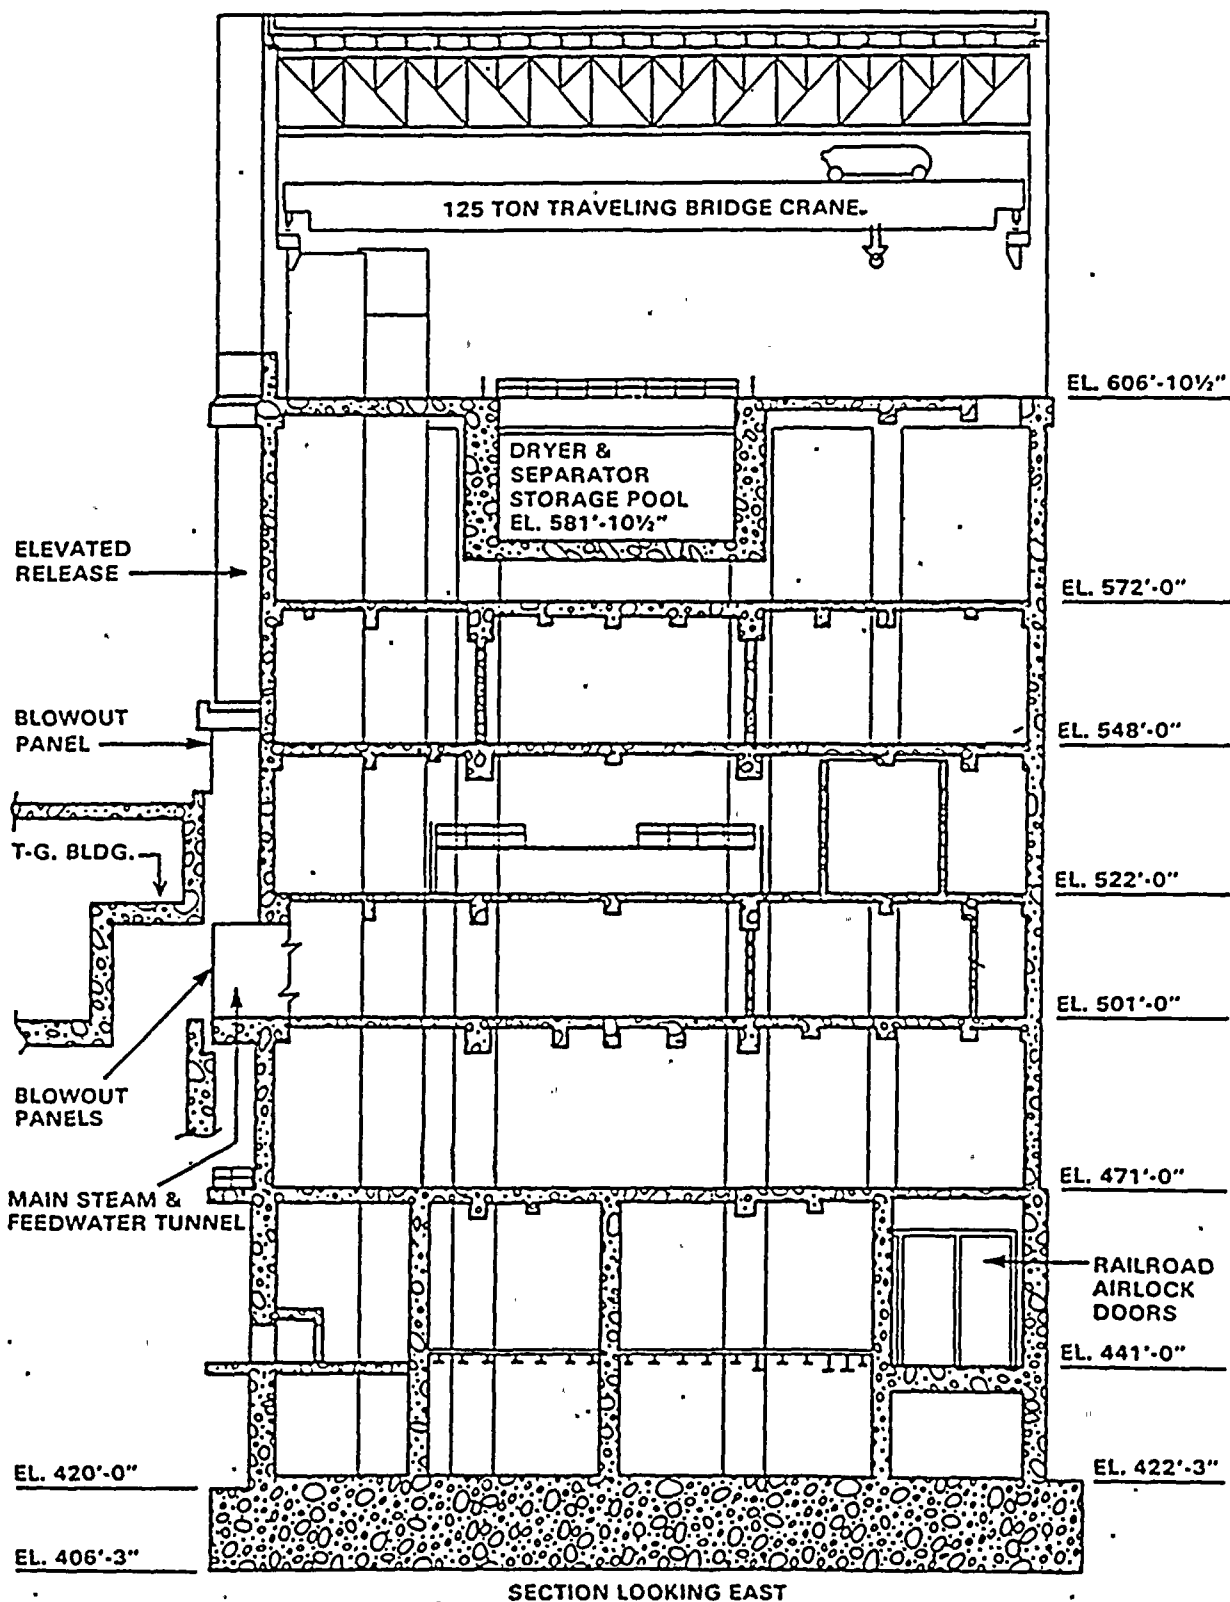 125 TON TRAVELING BRIDGE CRANE
EL. 606'-10½"
DRYER &
SEPARATOR
STORAGE POOL
EL. 581'-10½"
ELEVATED
RELEASE
EL. 572'-0"
BLOWOUT
PANEL
EL. 548'-0"
T-G. BLDG.
EL. 522'-0"
EL. 501'-0"
BLOWOUT
PANELS
MAIN STEAM &
FEEDWATER TUNNEL
EL. 471'-0"
RAILROAD
AIRLOCK
DOORS
EL. 441'-0"
EL. 420'-0"
EL. 422'-3"
EL. 406'-3"
SECTION LOOKING EAST